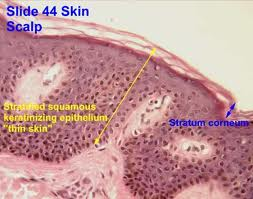 Slide 44 Skin
Scalp
Stratified squamous
keratinizing epithelium,
"thin skin"
Stratum corneum